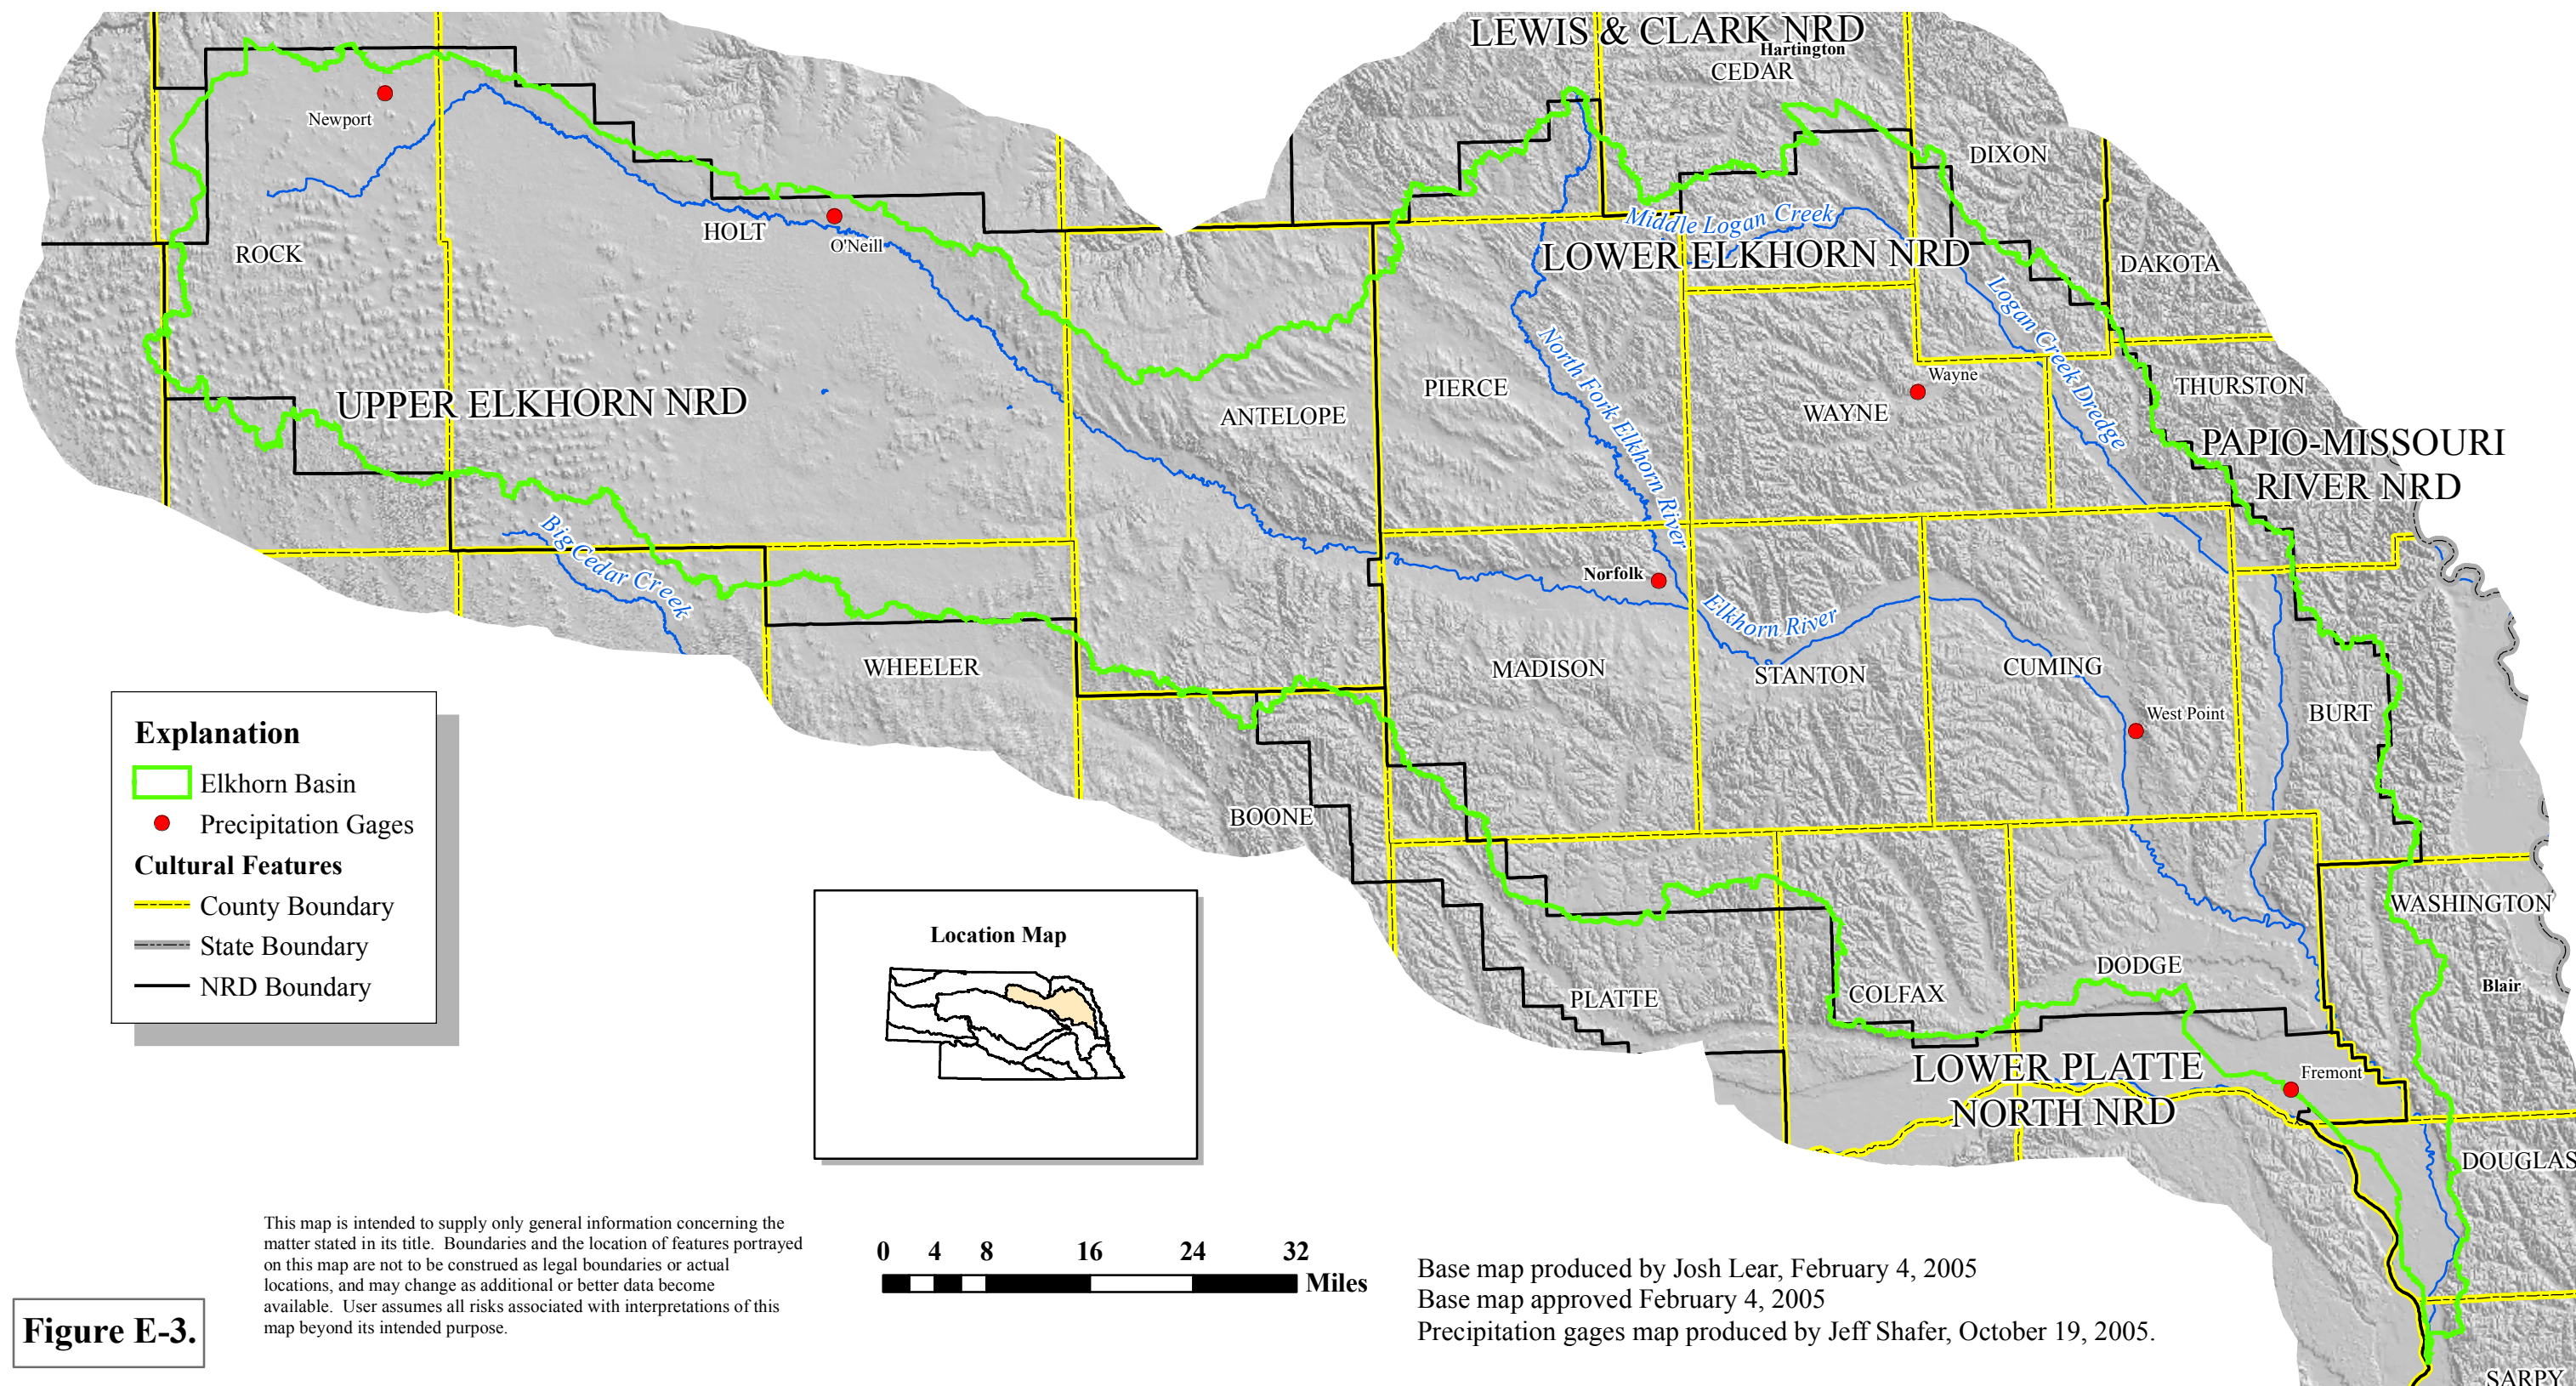 LEWIS & CLARK NRD
Hartington
CEDAR
Newport
DIXON
ROCK
HOLT
O'Neill
Middle Logan Creek
LOWER ELKHORN NRD
DAKOTA
Logan Creek Dredge
North Fork Elkhorn River
UPPER ELKHORN NRD
ANTELOPE
PIERCE
Wayne
WAYNE
THURSTON
PAPIO-MISSOURI
RIVER NRD
Big Cedar Creek
Norfolk
Elkhorn River
WHEELER
MADISON
STANTON
CUMING
West Point
BURT
BOONE
WASHINGTON
DODGE
PLATTE
COLFAX
Blair
LOWER PLATTE
NORTH NRD
Fremont
DOUGLAS
SARPY
Explanation
Elkhorn Basin
Precipitation Gages
Cultural Features
County Boundary
State Boundary
NRD Boundary
Location Map
This map is intended to supply only general information concerning the
matter stated in its title. Boundaries and the location of features portrayed
on this map are not to be construed as legal boundaries or actual
locations, and may change as additional or better data become
available. User assumes all risks associated with interpretations of this
map beyond its intended purpose.
0 4 8 16 24 32
Miles
Base map produced by Josh Lear, February 4, 2005
Base map approved February 4, 2005
Precipitation gages map produced by Jeff Shafer, October 19, 2005.
Figure E-3.